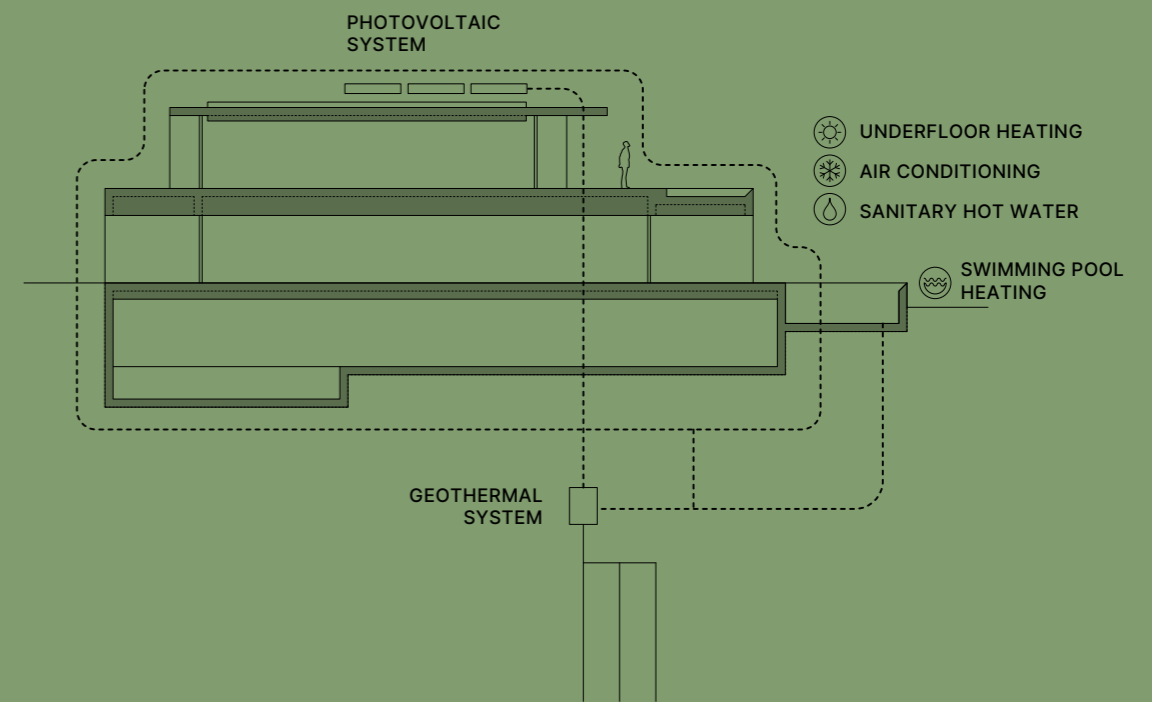 PHOTOVOLTAIC
SYSTEM
UNDERFLOOR HEATING
AIR CONDITIONING
SANITARY HOT WATER
SWIMMING POOL
HEATING
GEOTHERMAL
SYSTEM